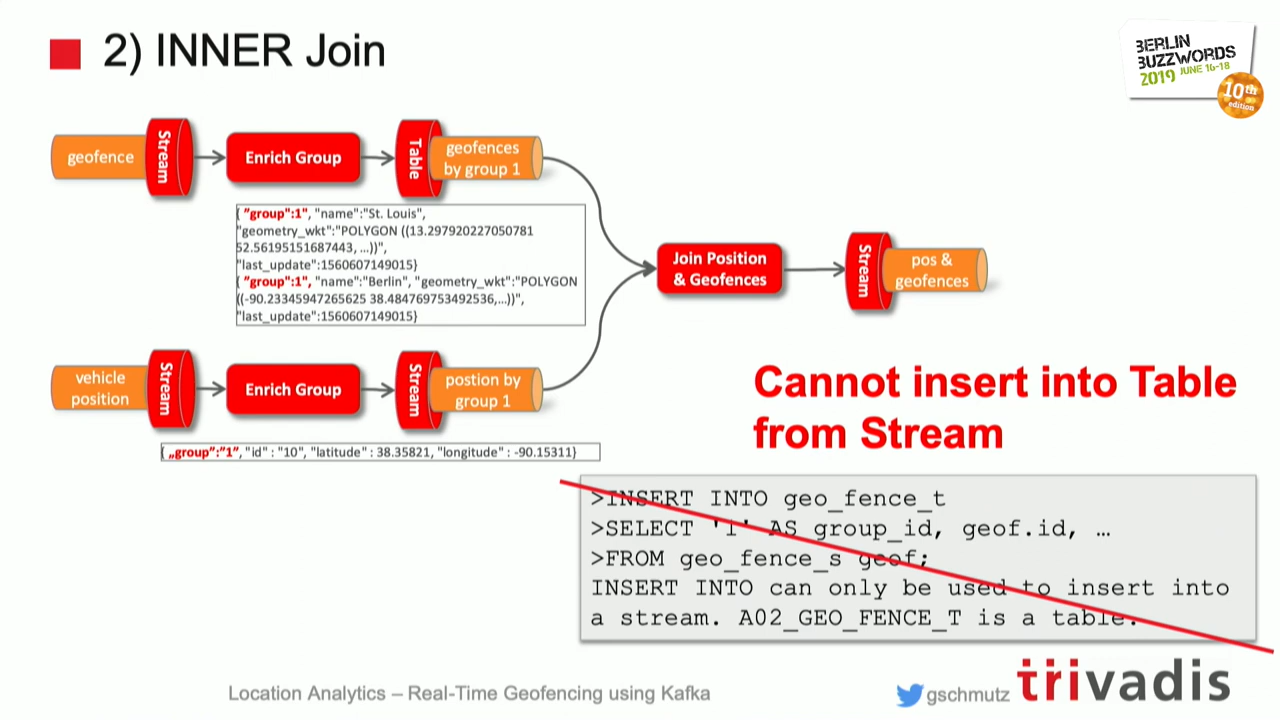 2) INNER Join
BERLIN
BUZZWORDS
2019 JUNE 16-18
10th
edition
geofence
Stream
Enrich Group
Table
geofences
by group 1
{ "group":1", "name":"St. Louis",
"geometry_wkt":"POLYGON ((13.297920227050781
52.56195151687443, ...))",
"last_update":1560607149015}
{ "group":1", "name":"Berlin", "geometry_wkt":"POLYGON
((-90.23345947265625 38.484769753492536,...))",
"last_update":1560607149015}
Join Position
& Geofences
Stream
pos &
geofences
vehicle
position
Stream
Enrich Group
Stream
postion by
group 1
{ „group":"1", "id" : "10", "latitude" : 38.35821, "longitude" : -90.15311}
Cannot insert into Table
from Stream
>INSERT INTO geo_fence_t
>SELECT '1' AS group_id, geof.id, …
>FROM geo_fence_s geof;
INSERT INTO can only be used to insert into
a stream. A02_GEO_FENCE_T is a table.
Location Analytics – Real-Time Geofencing using Kafka
gschmutz
trivadis